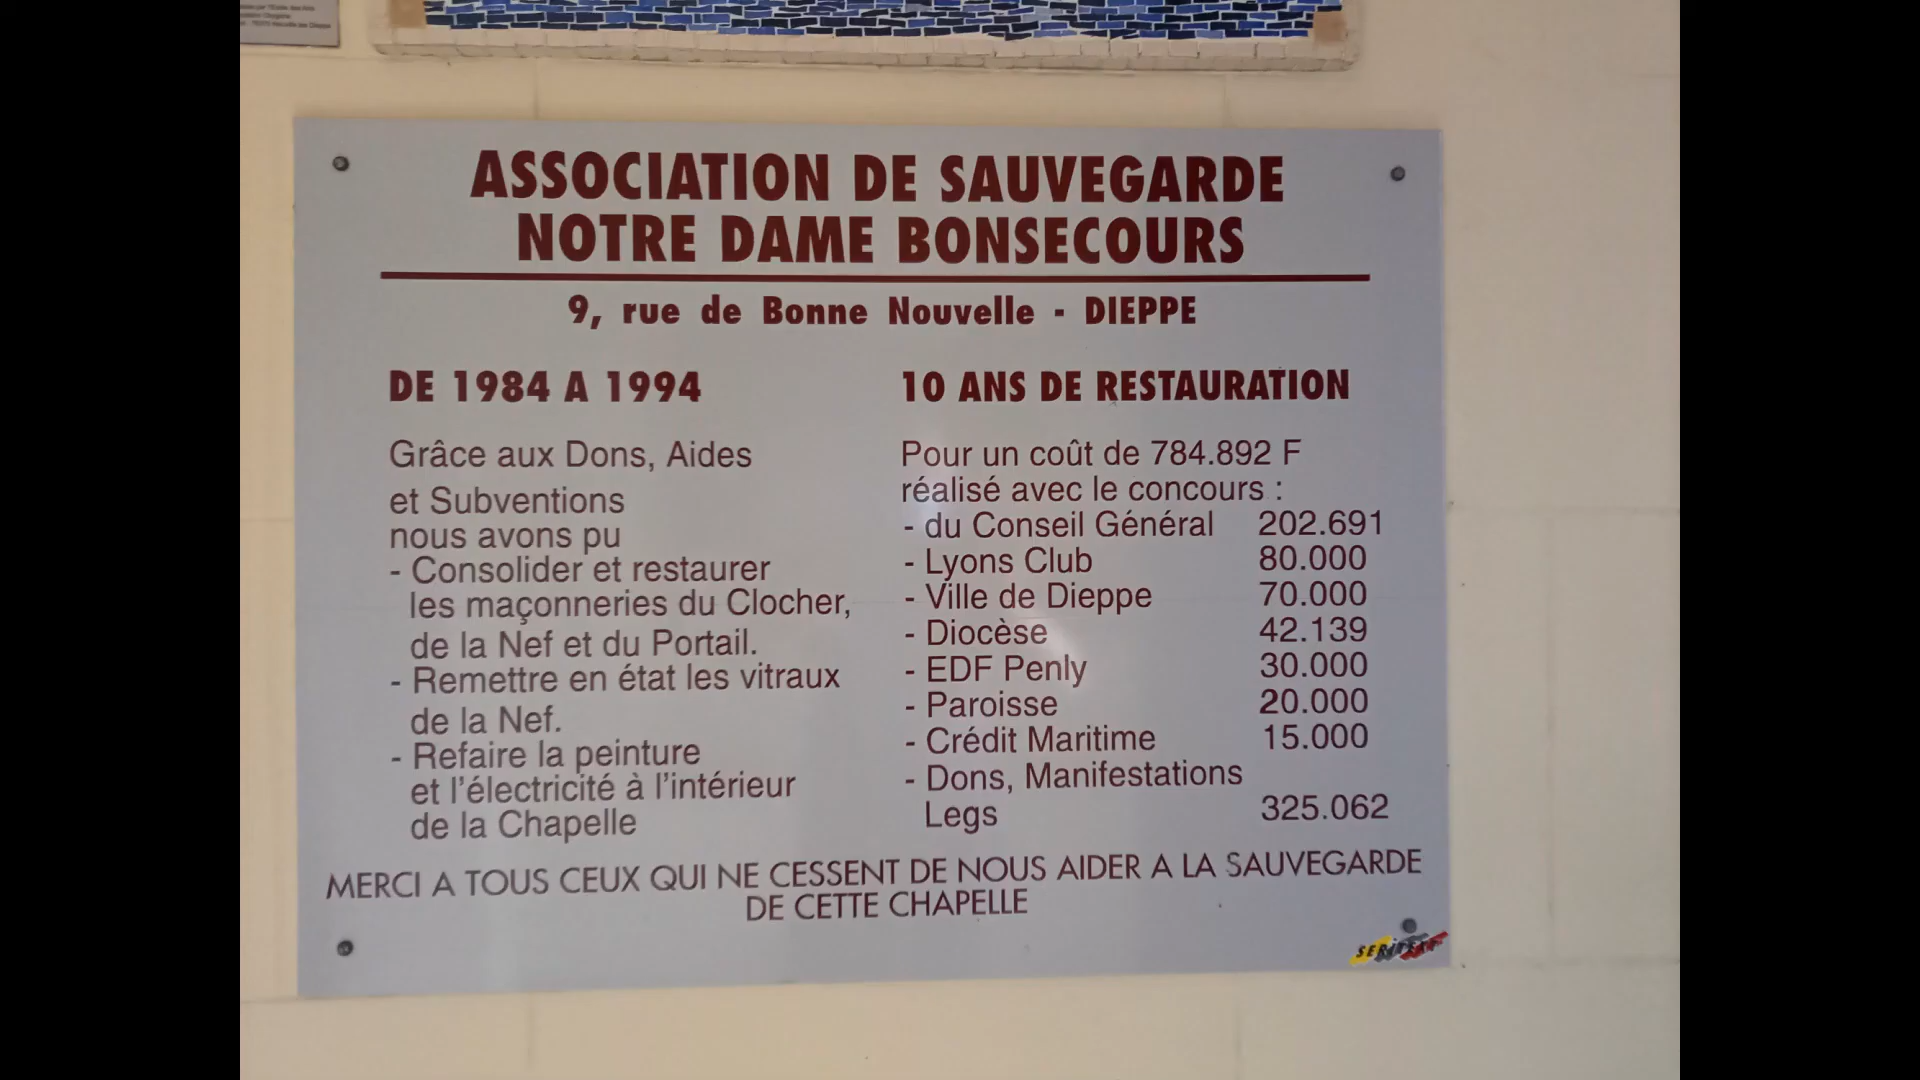 ASSOCIATION DE SAUVEGARDE
NOTRE DAME BONSECOURS
9, rue de Bonne Nouvelle - DIEPPE
DE 1984 A 1994
Grâce aux Dons, Aides
et Subventions
nous avons pu
- Consolider et restaurer
les maçonneries du Clocher,
de la Nef et du Portail.
- Remettre en état les vitraux
de la Nef.
- Refaire la peinture
et l'électricité à l'intérieur
de la Chapelle
10 ANS DE RESTAURATION
Pour un coût de 784.892 F
réalisé avec le concours :
- du Conseil Général 202.691
- Lyons Club 80.000
- Ville de Dieppe 70.000
- Diocèse 42.139
- EDF Penly 30.000
- Paroisse 20.000
- Crédit Maritime 15.000
- Dons, Manifestations
Legs 325.062
MERCI A TOUS CEUX QUI NE CESSENT DE NOUS AIDER A LA SAUVEGARDE
DE CETTE CHAPELLE